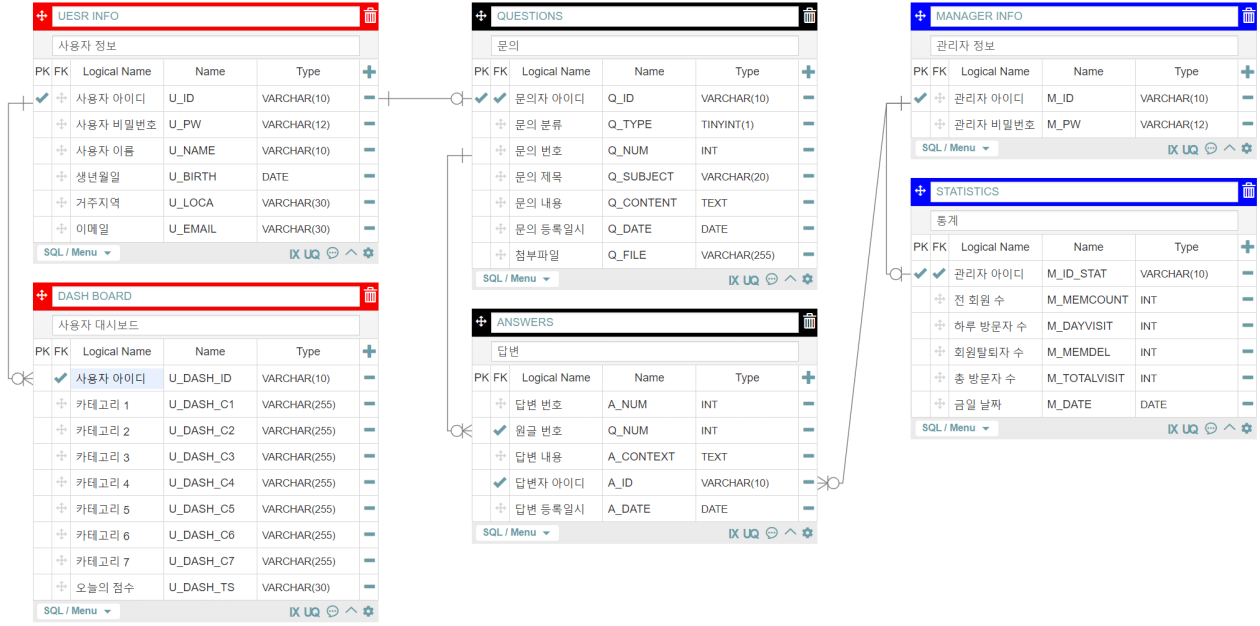 UESR INFO
사용자 정보
PK FK Logical Name Name Type
사용자 아이디 U_ID VARCHAR(10)
사용자 비밀번호 U_PW VARCHAR(12)
사용자 이름 U_NAME VARCHAR(10)
생년월일 U_BIRTH DATE
거주지역 U_LOCA VARCHAR(30)
이메일 U_EMAIL VARCHAR(30)
SQL / Menu IX UQ
DASH BOARD
사용자 대시보드
PK FK Logical Name Name Type
사용자 아이디 U_DASH_ID VARCHAR(10)
카테고리 1 U_DASH_C1 VARCHAR(255)
카테고리 2 U_DASH_C2 VARCHAR(255)
카테고리 3 U_DASH_C3 VARCHAR(255)
카테고리 4 U_DASH_C4 VARCHAR(255)
카테고리 5 U_DASH_C5 VARCHAR(255)
카테고리 6 U_DASH_C6 VARCHAR(255)
카테고리 7 U_DASH_C7 VARCHAR(255)
오늘의 점수 U_DASH_TS VARCHAR(30)
SQL / Menu IX UQ
QUESTIONS
문의
PK FK Logical Name Name Type
문의자 아이디 Q_ID VARCHAR(10)
문의 분류 Q_TYPE TINYINT(1)
문의 번호 Q_NUM INT
문의 제목 Q_SUBJECT VARCHAR(20)
문의 내용 Q_CONTENT TEXT
문의 등록일시 Q_DATE DATE
첨부파일 Q_FILE VARCHAR(255)
SQL / Menu IX UQ
ANSWERS
답변
PK FK Logical Name Name Type
답변 번호 A_NUM INT
원글 번호 Q_NUM INT
답변 내용 A_CONTEXT TEXT
답변자 아이디 A_ID VARCHAR(10)
답변 등록일시 A_DATE DATE
SQL / Menu IX UQ
MANAGER INFO
관리자 정보
PK FK Logical Name Name Type
관리자 아이디 M_ID VARCHAR(10)
관리자 비밀번호 M_PW VARCHAR(12)
SQL / Menu IX UQ
STATISTICS
통계
PK FK Logical Name Name Type
관리자 아이디 M_ID_STAT VARCHAR(10)
전 회원 수 M_MEMCOUNT INT
하루 방문자 수 M_DAYVISIT INT
회원탈퇴자 수 M_MEMDEL INT
총 방문자 수 M_TOTALVISIT INT
금일 날짜 M_DATE DATE
SQL / Menu IX UQ